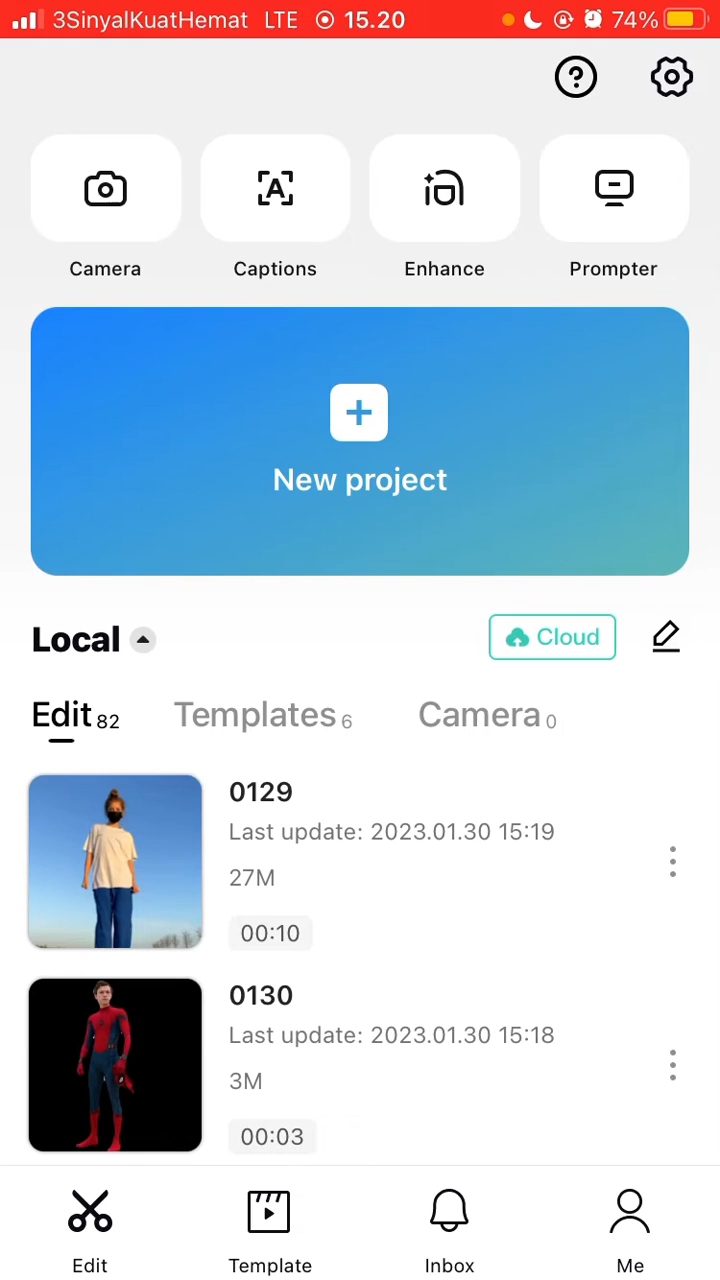 3SinyalKuatHemat LTE 15.20 74%
Camera Captions Enhance Prompter
New project
Local Cloud
Edit 82 Templates 6 Camera 0
0129
Last update: 2023.01.30 15:19
27M
00:10
0130
Last update: 2023.01.30 15:18
3M
00:03
Edit Template Inbox Me